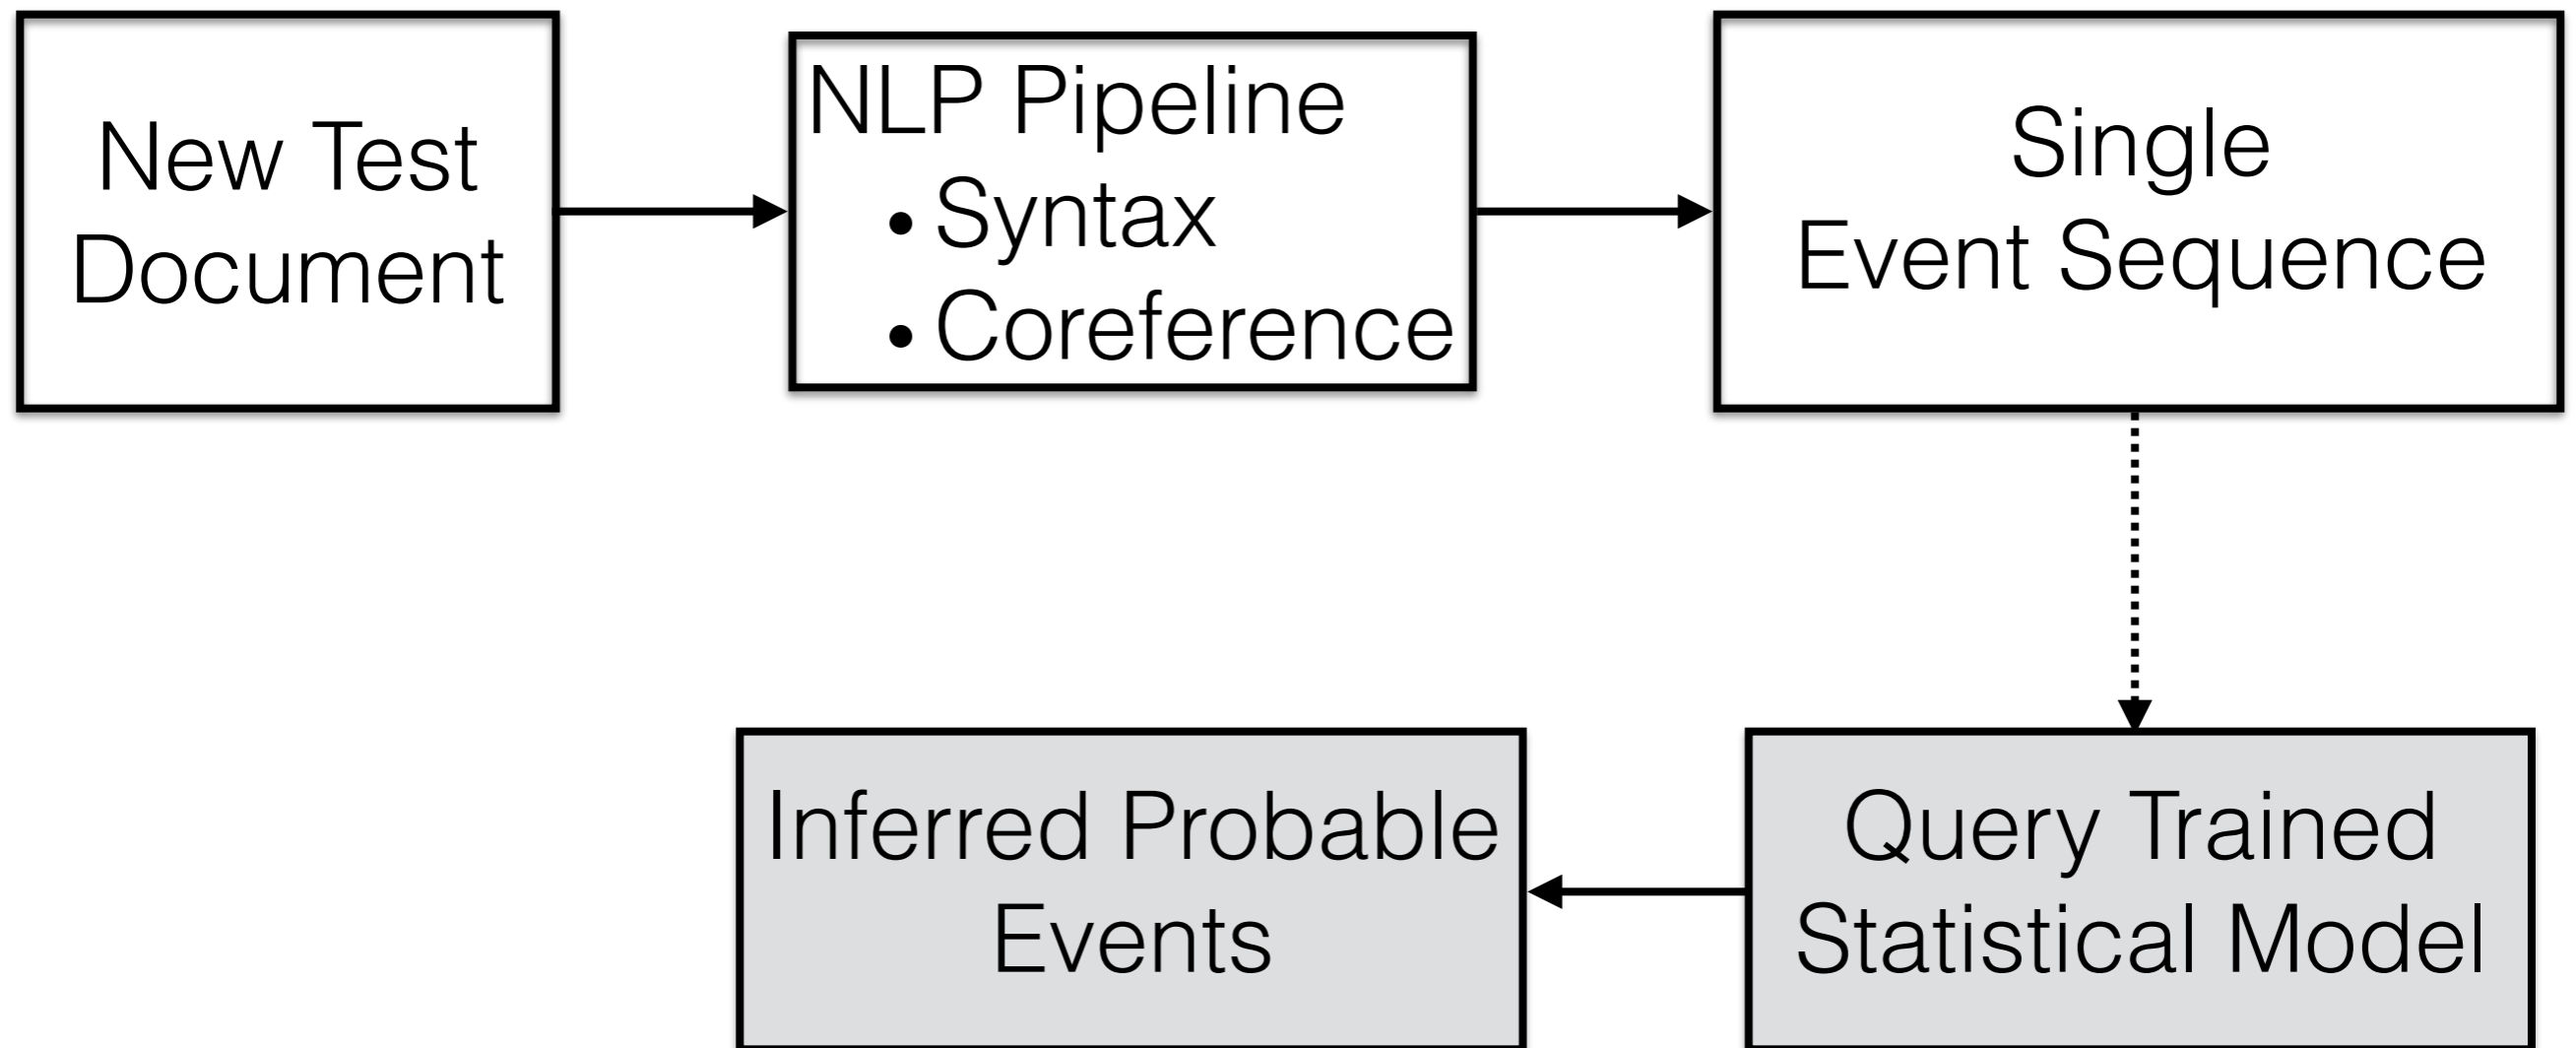 New Test
Document
NLP Pipeline
• Syntax
• Coreference
Single
Event Sequence
Query Trained
Statistical Model
Inferred Probable
Events